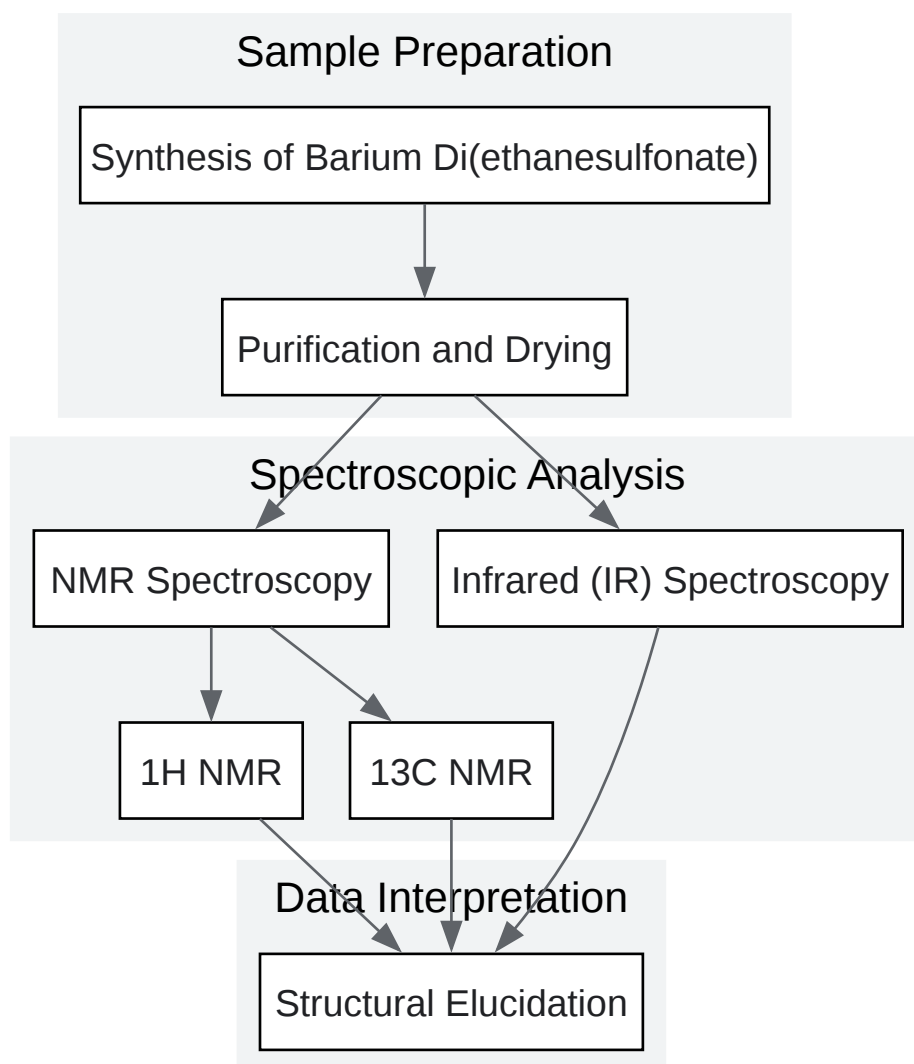 Sample Preparation
Synthesis of Barium Di(ethanesulfonate)
Purification and Drying
Spectroscopic Analysis
NMR Spectroscopy
Infrared (IR) Spectroscopy
1H NMR
13C NMR
Data Interpretation
Structural Elucidation